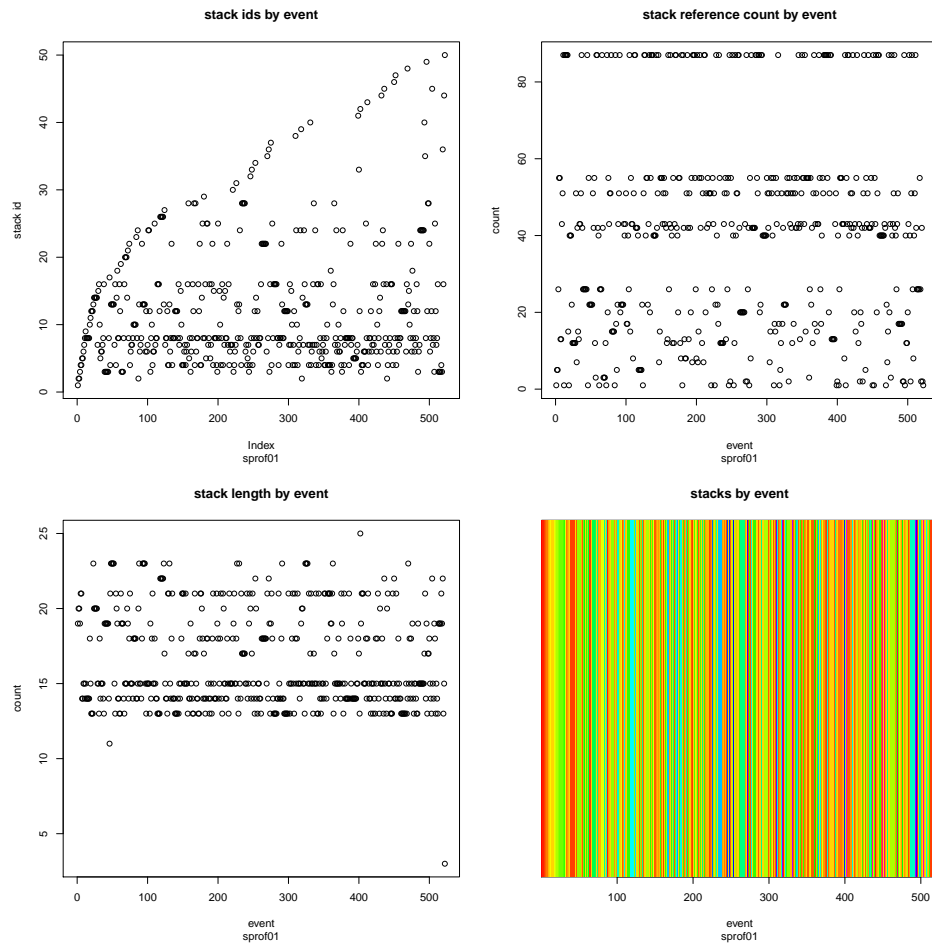 stack ids by event
stack id
50
40
30
20
10
0
0 100 200 300 400 500
Index
sprof01
stack reference count by event
count
80
60
40
20
0
0 100 200 300 400 500
event
sprof01
stack length by event
count
25
20
15
10
5
0 100 200 300 400 500
event
sprof01
stacks by event
100 200 300 400 500
event
sprof01